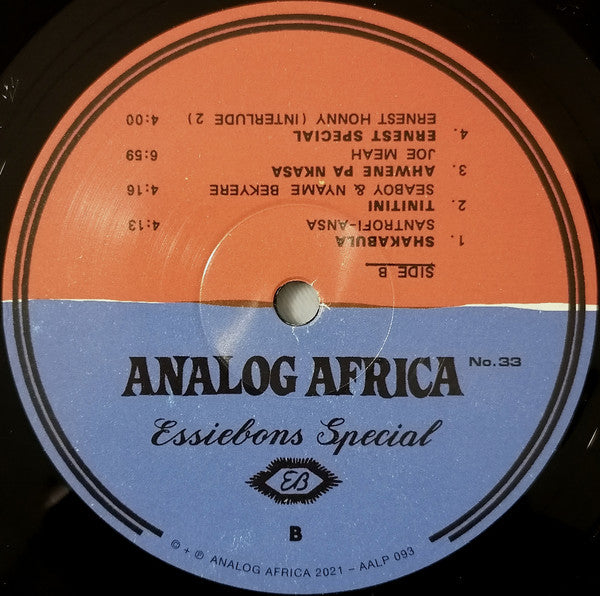 ANALOG AFRICA No.33
Essiebons Special
EB
B
© + ℗ ANALOG AFRICA 2021 - AALP 093
SIDE B
1. SHAKABULA
SANTROFI-ANSA 4:13
2. TINITINI
SEABOY & NYAME BEKYERE 4:16
3. AHWENE PA NKASA
JOE MEAH 6:59
4. ERNEST SPECIAL
ERNEST HONNY (INTERLUDE 2) 4:00